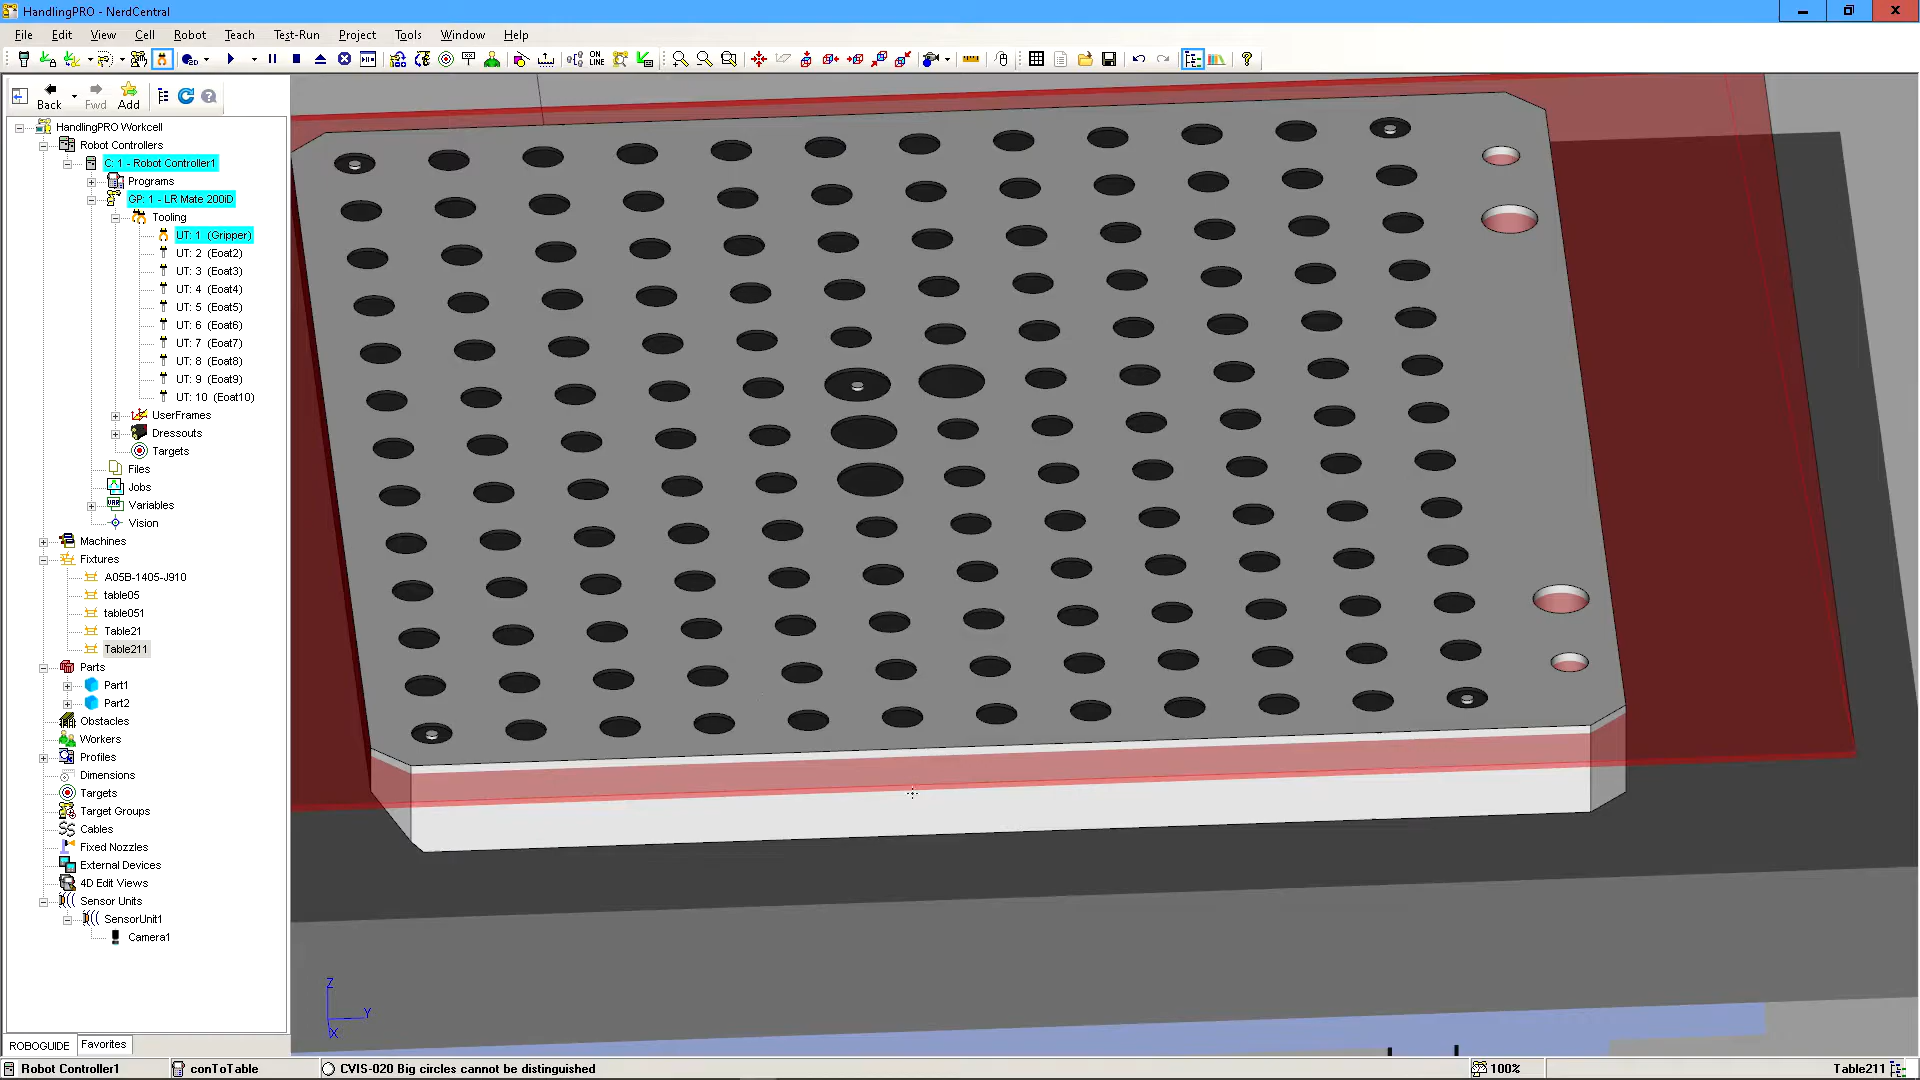 HandlingPRO - NerdCentral
File Edit View Cell Robot Teach Test-Run Project Tools Window Help
ON LINE
Back Fwd Add
HandlingPRO Workcell
Robot Controllers
C: 1 - Robot Controller1
Programs
GP: 1 - LR Mate 200iD
Tooling
UT: 1 (Gripper)
UT: 2 (Eoat2)
UT: 3 (Eoat3)
UT: 4 (Eoat4)
UT: 5 (Eoat5)
UT: 6 (Eoat6)
UT: 7 (Eoat7)
UT: 8 (Eoat8)
UT: 9 (Eoat9)
UT: 10 (Eoat10)
UserFrames
Dressouts
Targets
Files
Jobs
Variables
Vision
Machines
Fixtures
A05B-1405-J910
table05
table051
Table21
Table211
Parts
Part1
Part2
Obstacles
Workers
Profiles
Dimensions
Targets
Target Groups
Cables
Fixed Nozzles
External Devices
4D Edit Views
Sensor Units
SensorUnit1
Camera1
Z
Y
X
ROBOGUIDE Favorites
Robot Controller1 conToTable CVIS-020 Big circles cannot be distinguished 100% Table211